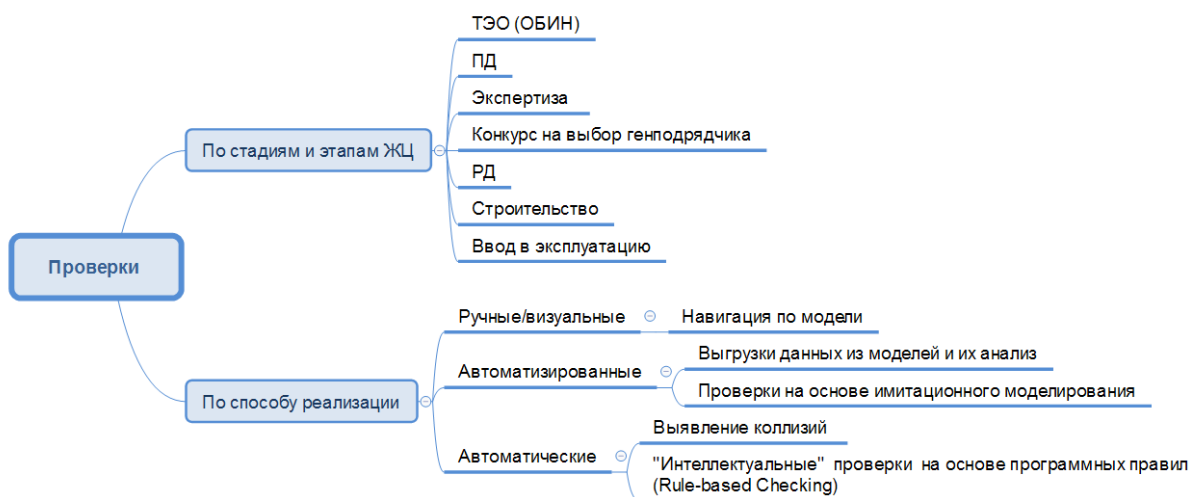 ТЭО (ОБИН)
ПД
Экспертиза
Конкурс на выбор генподрядчика
По стадиям и этапам ЖЦ
РД
Строительство
Ввод в эксплуатацию
Проверки
Ручные/визуальные
Навигация по модели
Выгрузки данных из моделей и их анализ
Автоматизированные
Проверки на основе имитационного моделирования
По способу реализации
Выявление коллизий
Автоматические
"Интеллектуальные" проверки на основе программных правил
(Rule-based Checking)